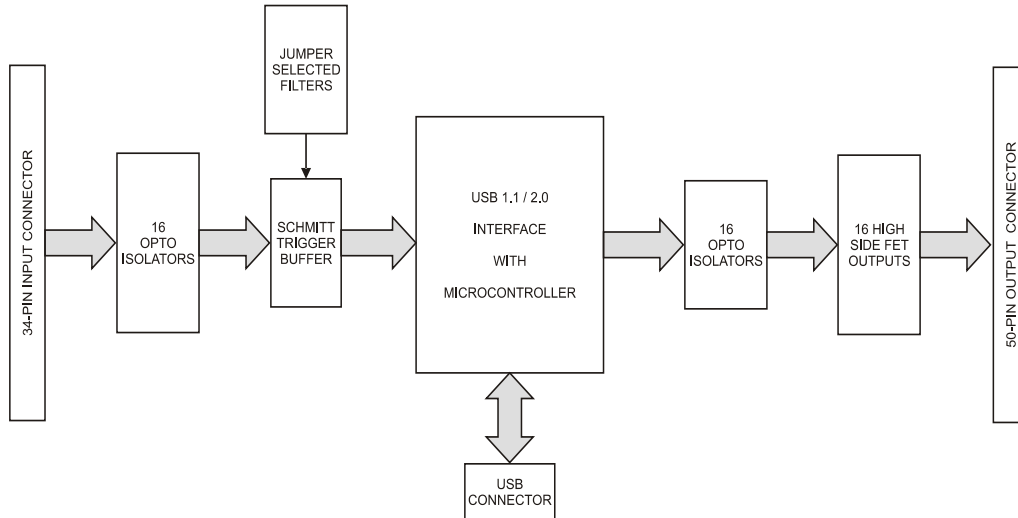 34-PIN INPUT CONNECTOR
16
OPTO
ISOLATORS
JUMPER
SELECTED
FILTERS
SCHMITT
TRIGGER
BUFFER
USB 1.1 / 2.0
INTERFACE
WITH
MICROCONTROLLER
USB
CONNECTOR
16
OPTO
ISOLATORS
16 HIGH
SIDE FET
OUTPUTS
50-PIN OUTPUT CONNECTOR